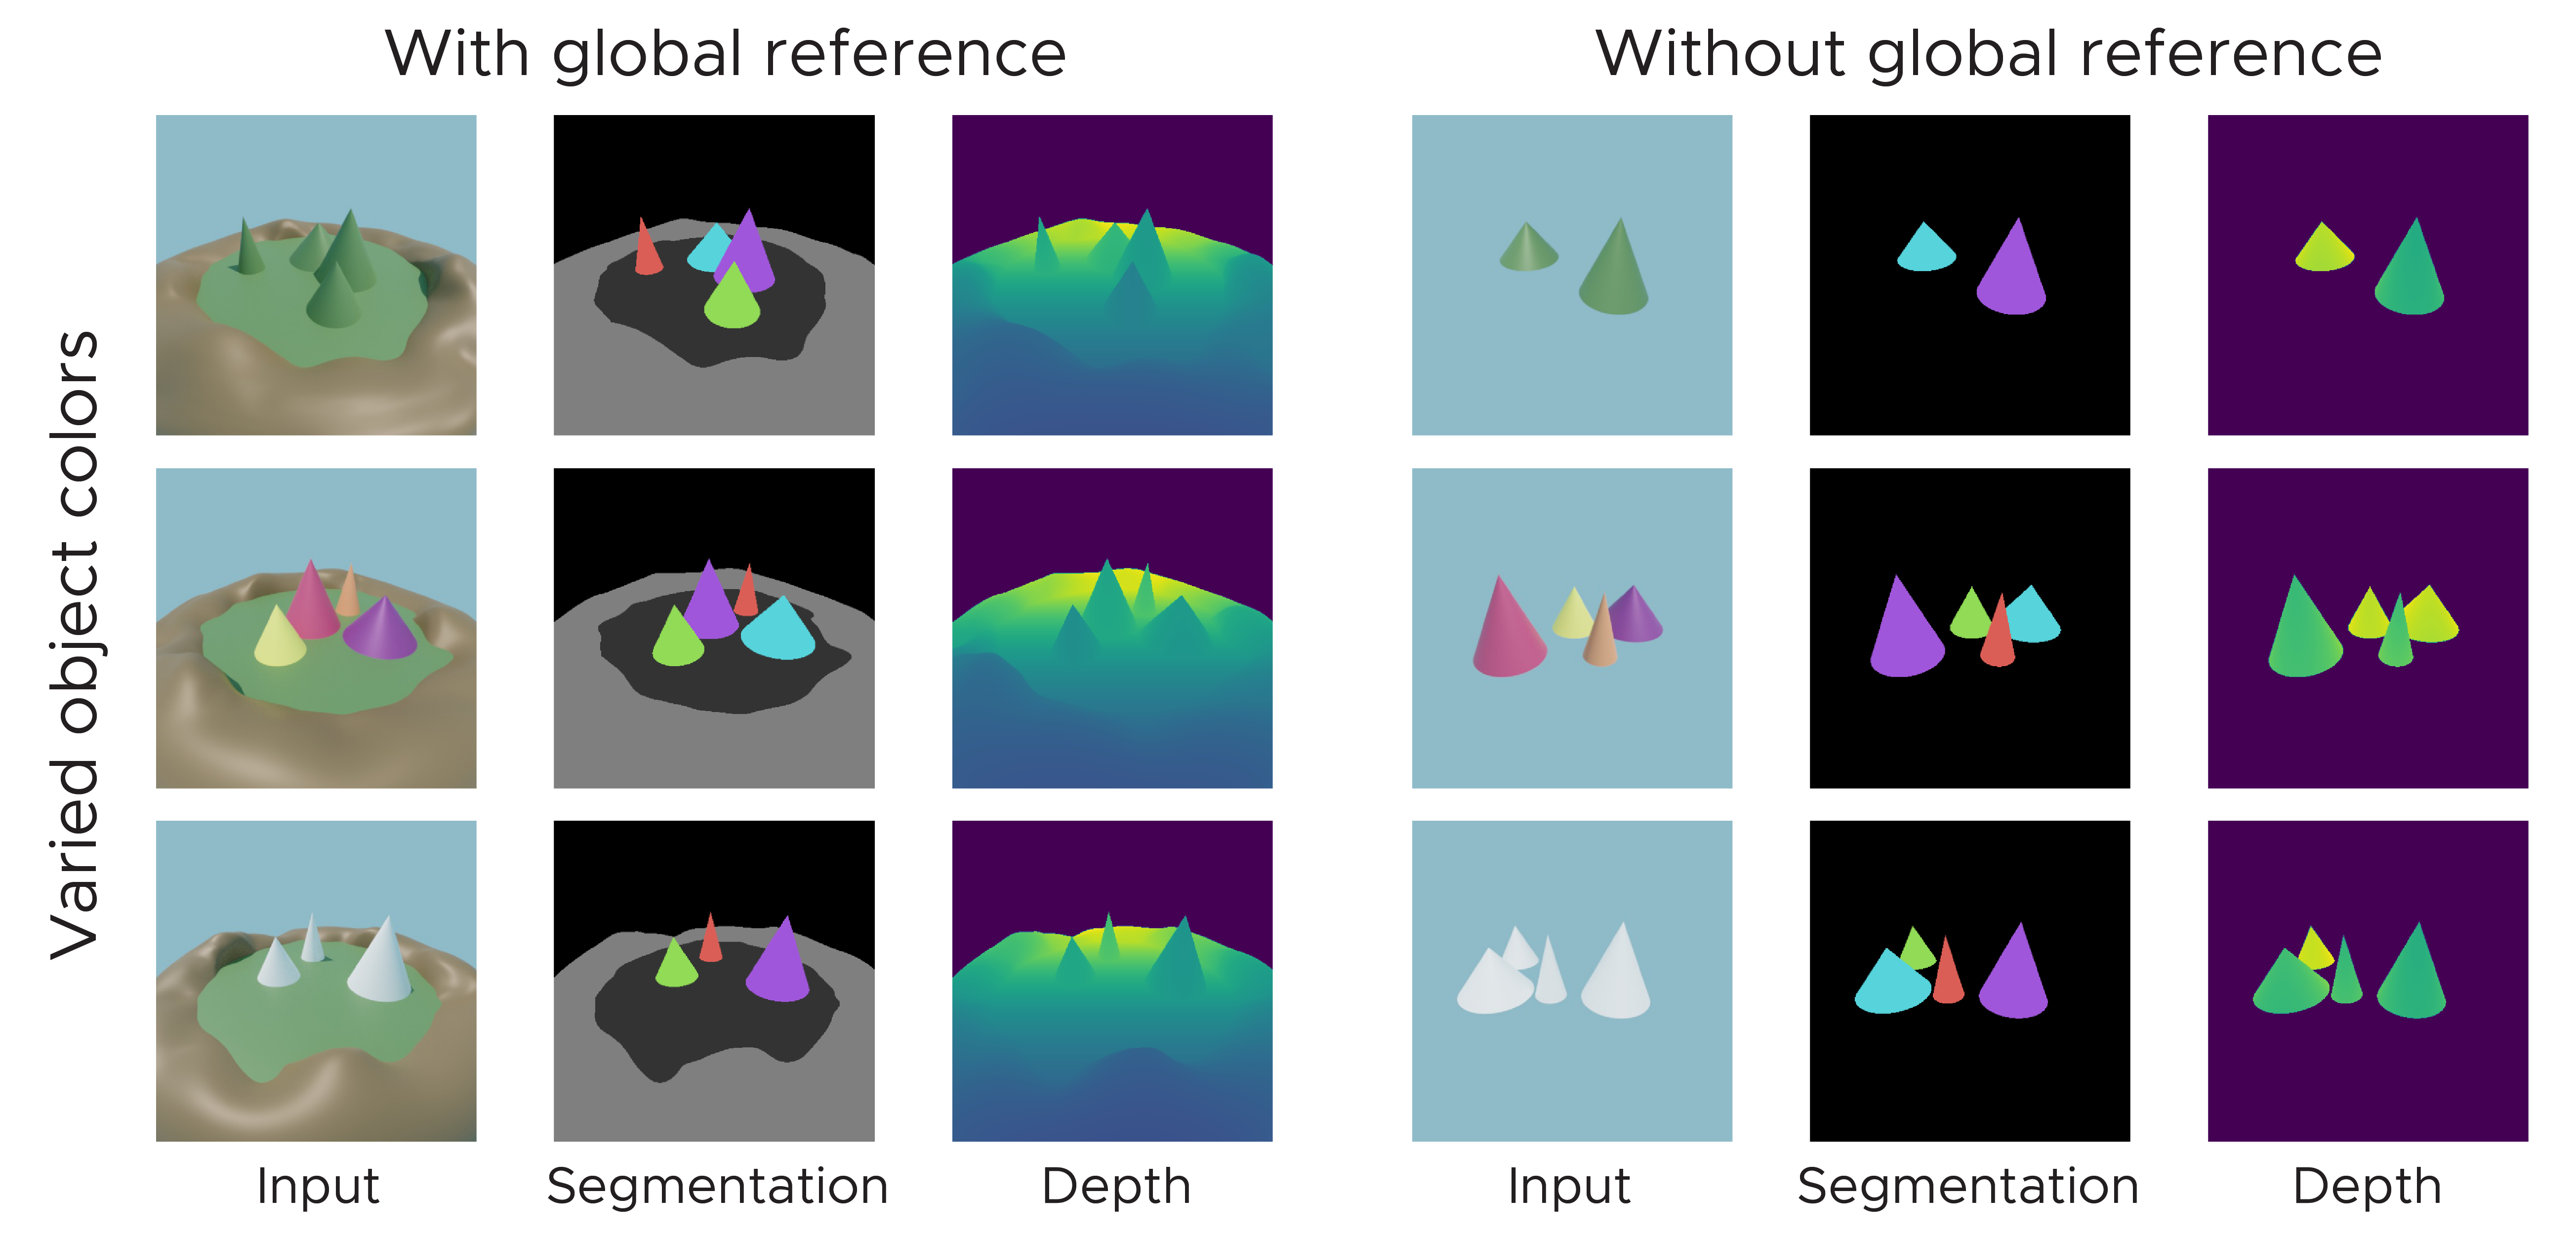 With global reference
Without global reference
Varied object colors
Input
Segmentation
Depth
Input
Segmentation
Depth